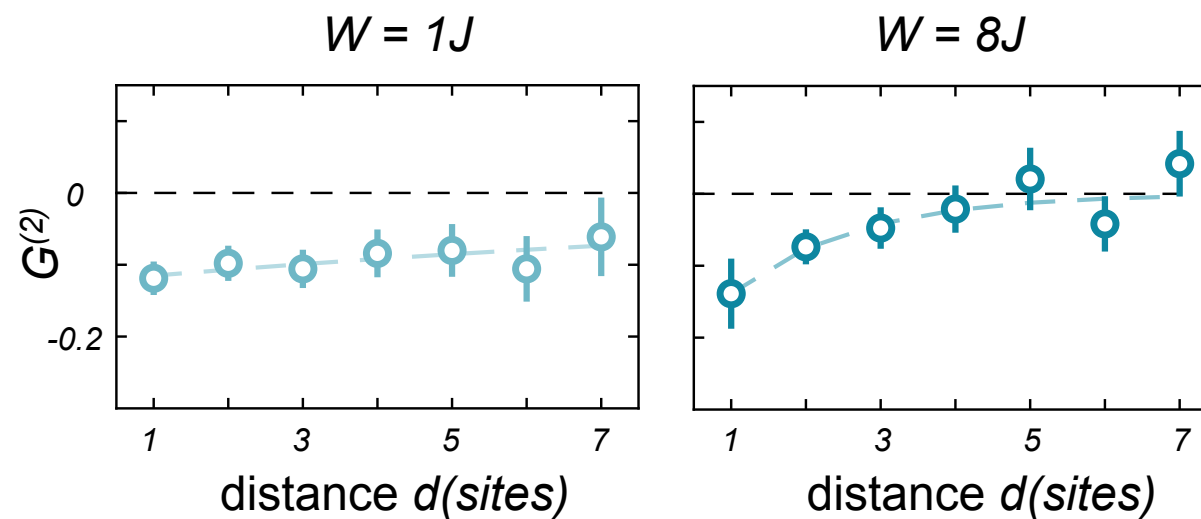 W = 1J
W = 8J
G(2)
0
-0.2
1 3 5 7
1 3 5 7
distance d(sites)
distance d(sites)